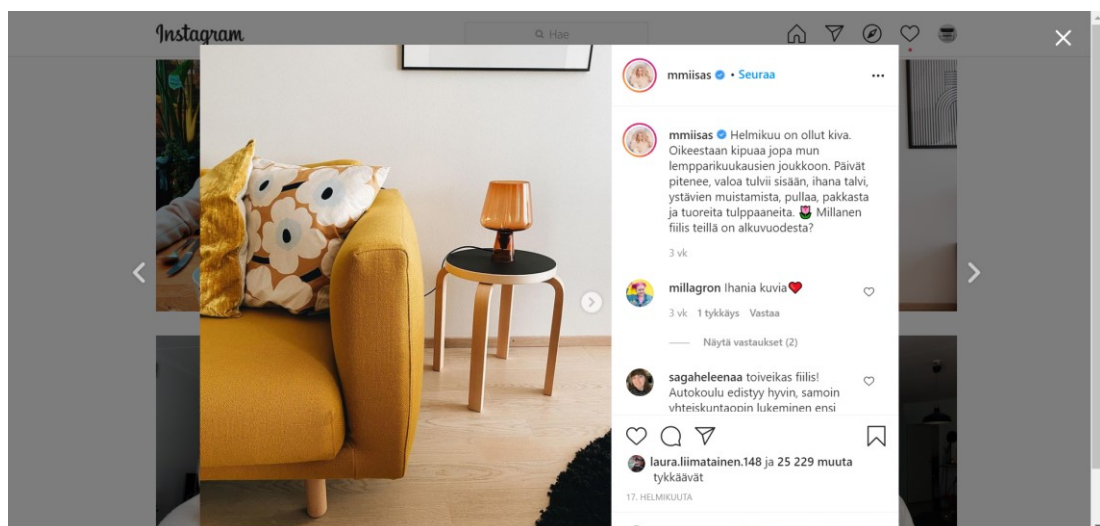 Instagram
Hae
mmiisas • Seuraa
mmiisas Helmikuu on ollut kiva.
Oikeestaan kipuaa jopa mun
lempparikuukausien joukkoon. Päivät
pitenee, valoa tulvii sisään, ihana talvi,
ystävien muistamista, pullaa, pakkasta
ja tuoreita tulppaaneita. 🌷 Millanen
fiilis teillä on alkuvuodesta?
3 vk
millagron Ihania kuvia❤️
3 vk 1 tykkäys Vastaa
Näytä vastaukset (2)
sagaheleenaa toiveikas fiilis!
Autokoulu edistyy hyvin, samoin
yhteiskuntaopin lukeminen ensi
laura.liimatainen.148 ja 25 229 muuta
tykkäävät
17. HELMIKUUTA